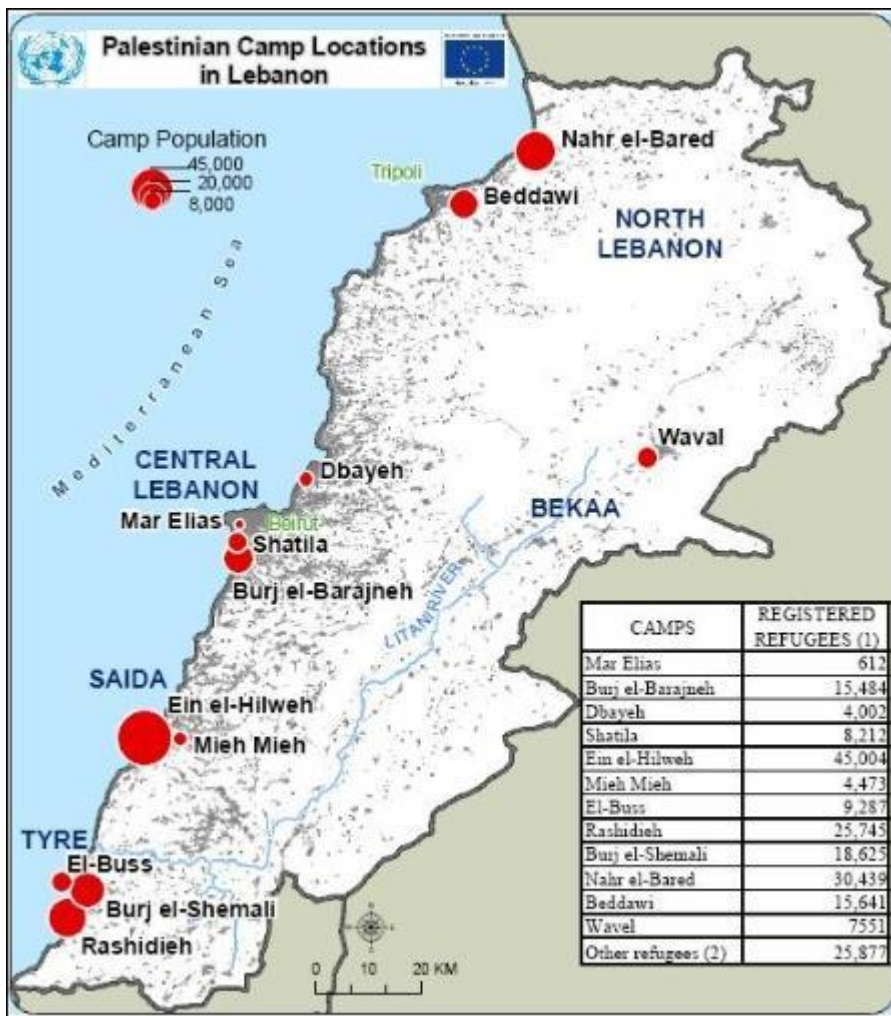 Palestinian Camp Locations
in Lebanon
Camp Population
45,000
20,000
8,000
Mediterranean Sea
Tripoli
Nahr el-Bared
Beddawi
NORTH
LEBANON
Waval
BEKAA
CENTRAL
LEBANON
Dbayeh
Mar Elias
Beirut
Shatila
Burj el-Barajneh
LITANI RIVER
SAIDA
Ein el-Hilweh
Mieh Mieh
TYRE
El-Buss
Burj el-Shemali
Rashidieh
0 10 20 KM
CAMPS REGISTERED
REFUGEES (1)
Mar Elias 612
Burj el-Barajneh 15,484
Dbayeh 4,002
Shatila 8,212
Ein el-Hilweh 45,004
Mieh Mieh 4,473
El-Buss 9,287
Rashidieh 25,745
Burj el-Shemali 18,625
Nahr el-Bared 30,439
Beddawi 15,641
Wavel 7551
Other refugees (2) 25,877